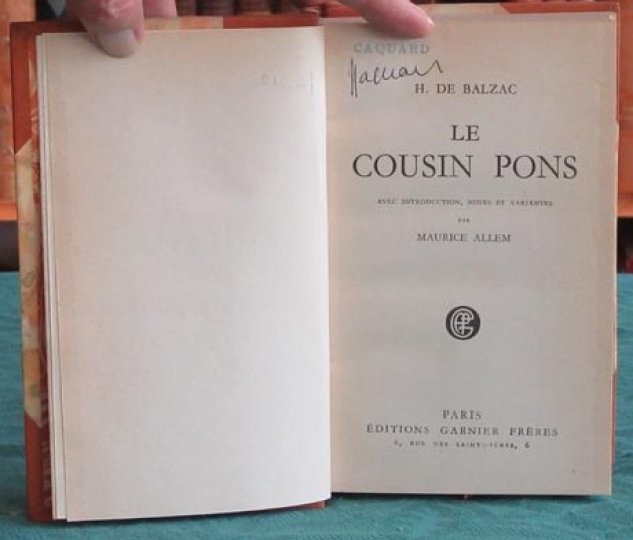 CAQUARD
H. DE BALZAC
LE
COUSIN PONS
AVEC INTRODUCTION, NOTES ET VARIANTES
PAR
MAURICE ALLEM
PARIS
ÉDITIONS GARNIER FRÈRES
6, RUE DES SAINTS-PÈRES, 6